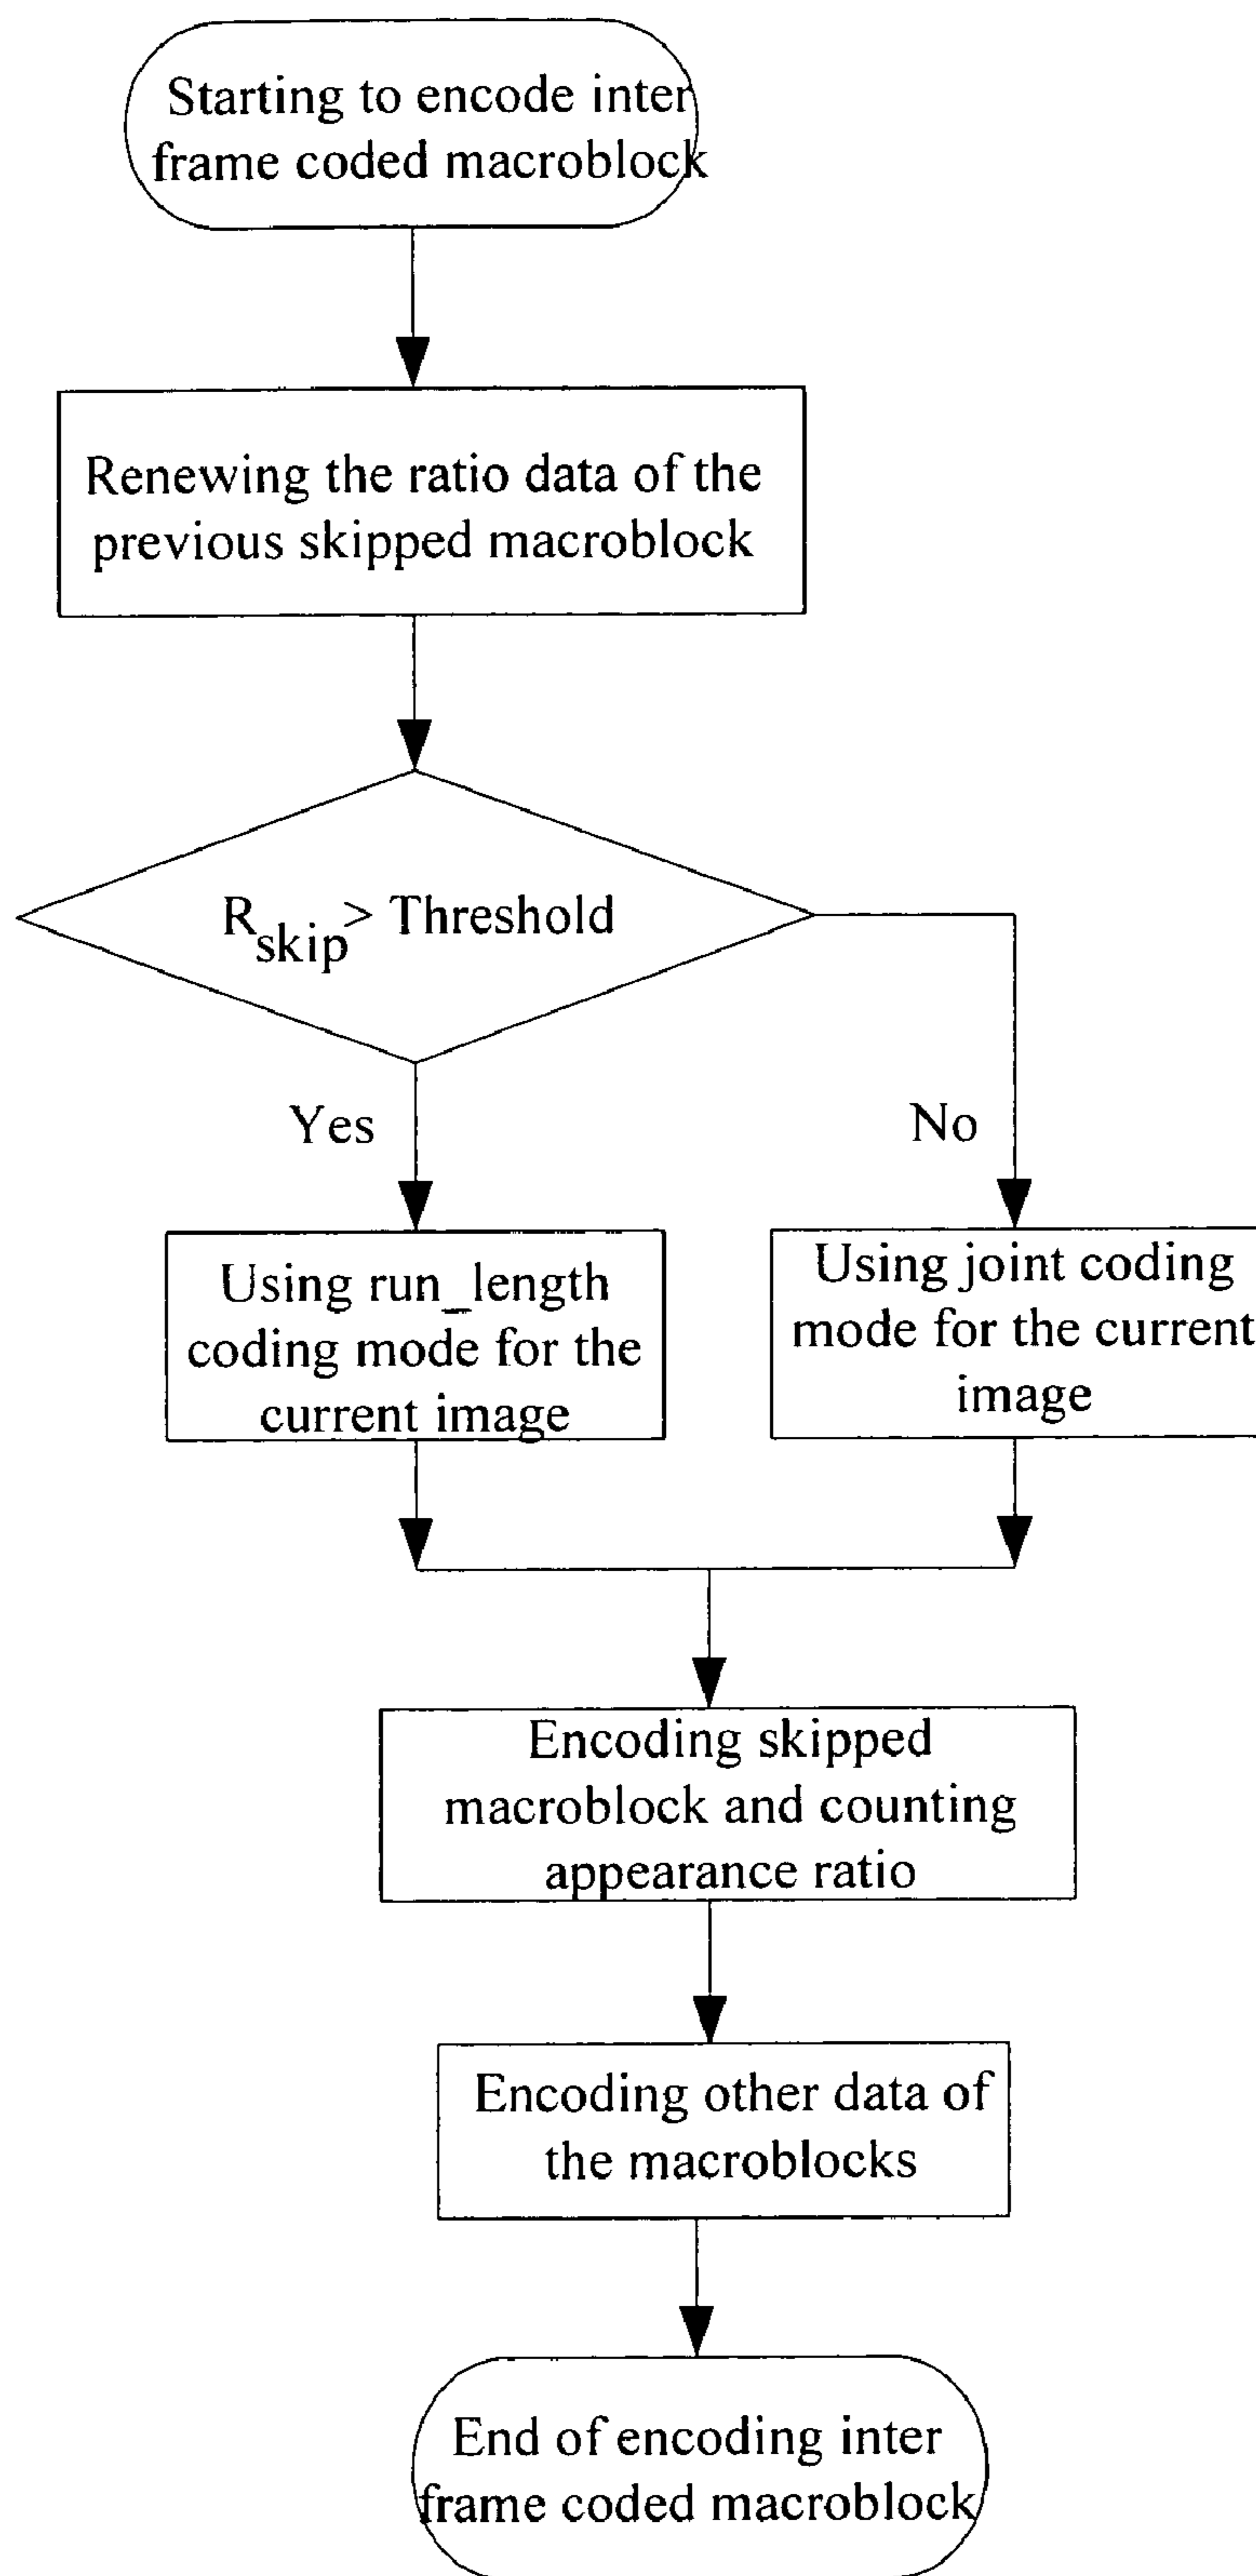 Starting to encode inter
frame coded macroblock
Renewing the ratio data of the
previous skipped macroblock
R_skip > Threshold
Yes
No
Using run_length
coding mode for the
current image
Using joint coding
mode for the current
image
Encoding skipped
macroblock and counting
appearance ratio
Encoding other data of
the macroblocks
End of encoding inter
frame coded macroblock